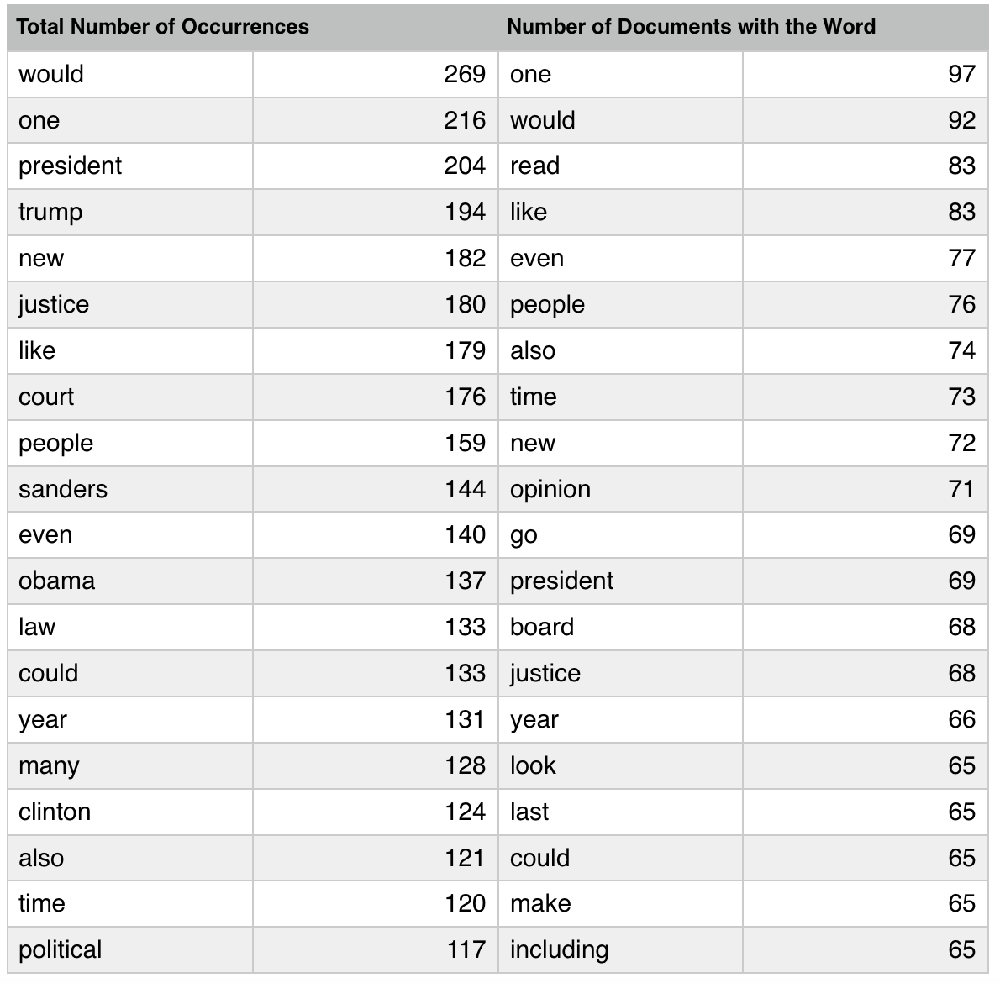 Total Number of Occurrences Number of Documents with the Word
would 269 one 97
one 216 would 92
president 204 read 83
trump 194 like 83
new 182 even 77
justice 180 people 76
like 179 also 74
court 176 time 73
people 159 new 72
sanders 144 opinion 71
even 140 go 69
obama 137 president 69
law 133 board 68
could 133 justice 68
year 131 year 66
many 128 look 65
clinton 124 last 65
also 121 could 65
time 120 make 65
political 117 including 65